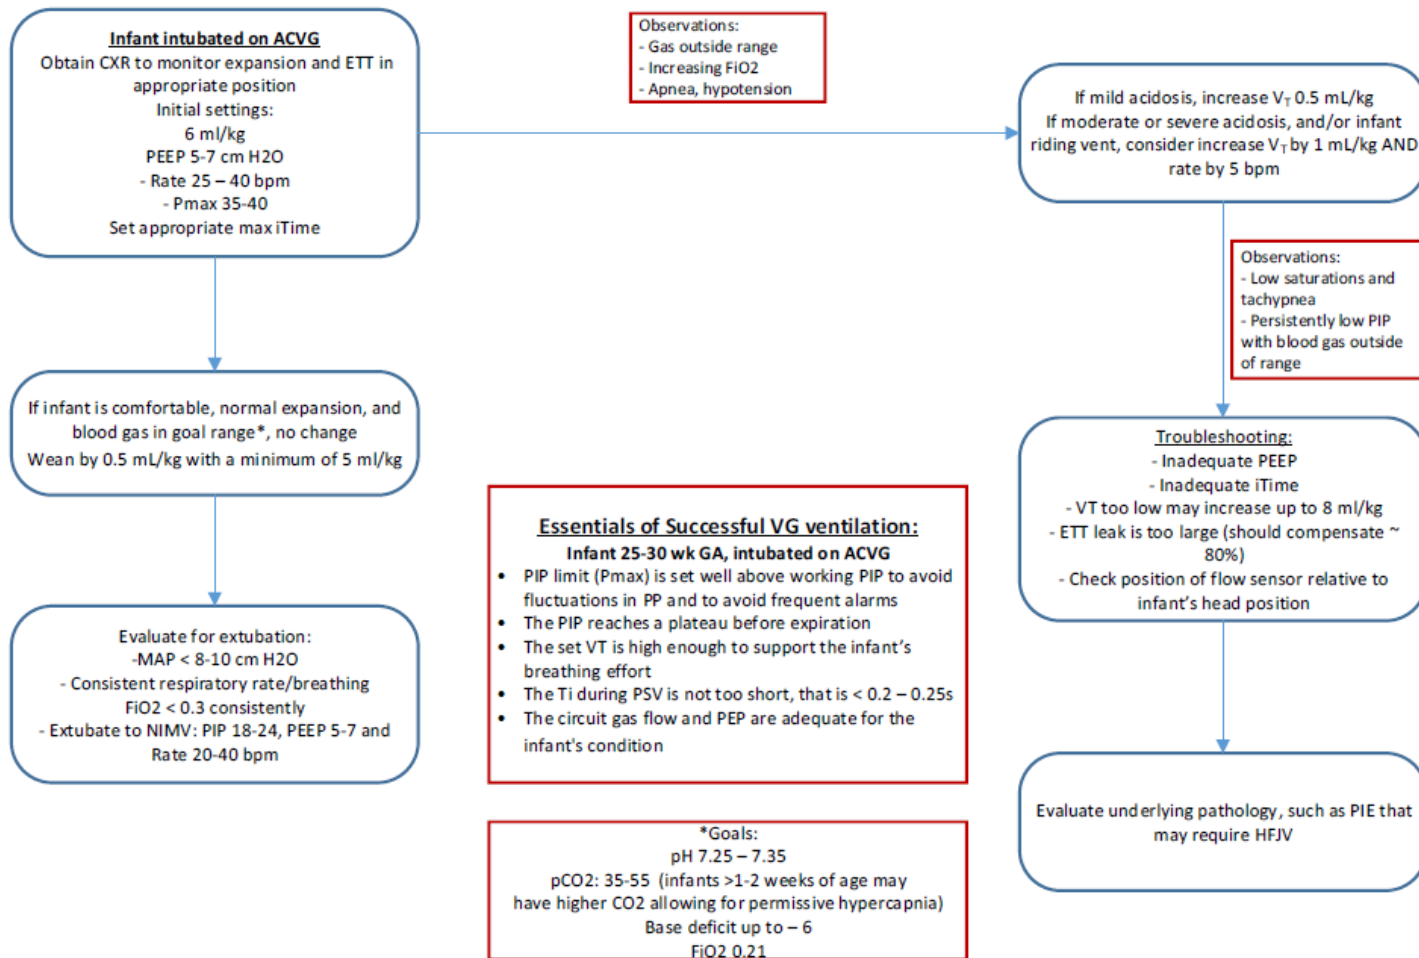 Infant intubated on ACVG
Obtain CXR to monitor expansion and ETT in
appropriate position
Initial settings:
6 ml/kg
PEEP 5-7 cm H2O
- Rate 25 – 40 bpm
- Pmax 35-40
Set appropriate max iTime
Observations:
- Gas outside range
- Increasing FiO2
- Apnea, hypotension
If mild acidosis, increase VT 0.5 mL/kg
If moderate or severe acidosis, and/or infant
riding vent, consider increase VT by 1 mL/kg AND
rate by 5 bpm
Observations:
- Low saturations and
tachypnea
- Persistently low PIP
with blood gas outside
of range
If infant is comfortable, normal expansion, and
blood gas in goal range*, no change
Wean by 0.5 mL/kg with a minimum of 5 ml/kg
Troubleshooting:
- Inadequate PEEP
- Inadequate iTime
- VT too low may increase up to 8 ml/kg
- ETT leak is too large (should compensate ~
80%)
- Check position of flow sensor relative to
infant's head position
Essentials of Successful VG ventilation:
Infant 25-30 wk GA, intubated on ACVG
• PIP limit (Pmax) is set well above working PIP to avoid
fluctuations in PP and to avoid frequent alarms
• The PIP reaches a plateau before expiration
• The set VT is high enough to support the infant's
breathing effort
• The Ti during PSV is not too short, that is < 0.2 – 0.25s
• The circuit gas flow and PEP are adequate for the
infant's condition
Evaluate for extubation:
-MAP < 8-10 cm H2O
- Consistent respiratory rate/breathing
FiO2 < 0.3 consistently
- Extubate to NIMV: PIP 18-24, PEEP 5-7 and
Rate 20-40 bpm
Evaluate underlying pathology, such as PIE that
may require HFJV
*Goals:
pH 7.25 – 7.35
pCO2: 35-55 (infants >1-2 weeks of age may
have higher CO2 allowing for permissive hypercapnia)
Base deficit up to – 6
FiO2 0.21